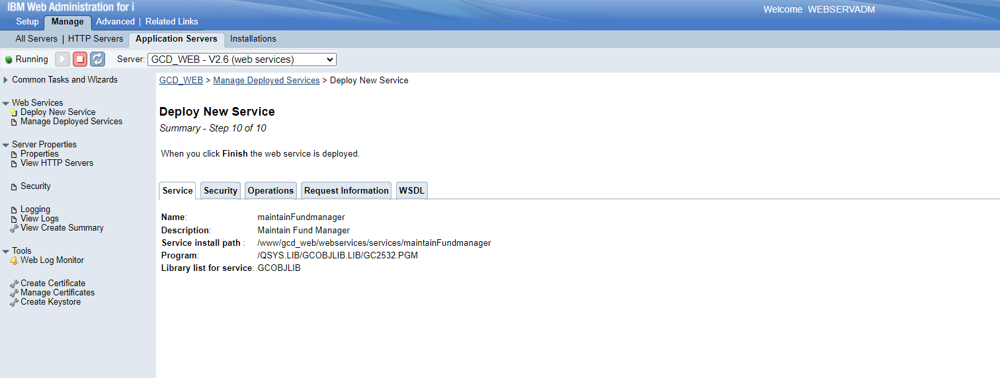 IBM Web Administration for i
Welcome WEBSERVADM
Setup Manage Advanced | Related Links
All Servers | HTTP Servers Application Servers Installations
Running Server: GCD_WEB - V2.6 (web services)
Common Tasks and Wizards
Web Services
Deploy New Service
Manage Deployed Services
Server Properties
Properties
View HTTP Servers
Security
Logging
View Logs
View Create Summary
Tools
Web Log Monitor
Create Certificate
Manage Certificates
Create Keystore
GCD_WEB > Manage Deployed Services > Deploy New Service
Deploy New Service
Summary - Step 10 of 10
When you click Finish the web service is deployed.
Service Security Operations Request Information WSDL
Name: maintainFundmanager
Description: Maintain Fund Manager
Service install path : /www/gcd_web/webservices/services/maintainFundmanager
Program: /QSYS.LIB/GCOBJLIB.LIB/GC2532.PGM
Library list for service: GCOBJLIB